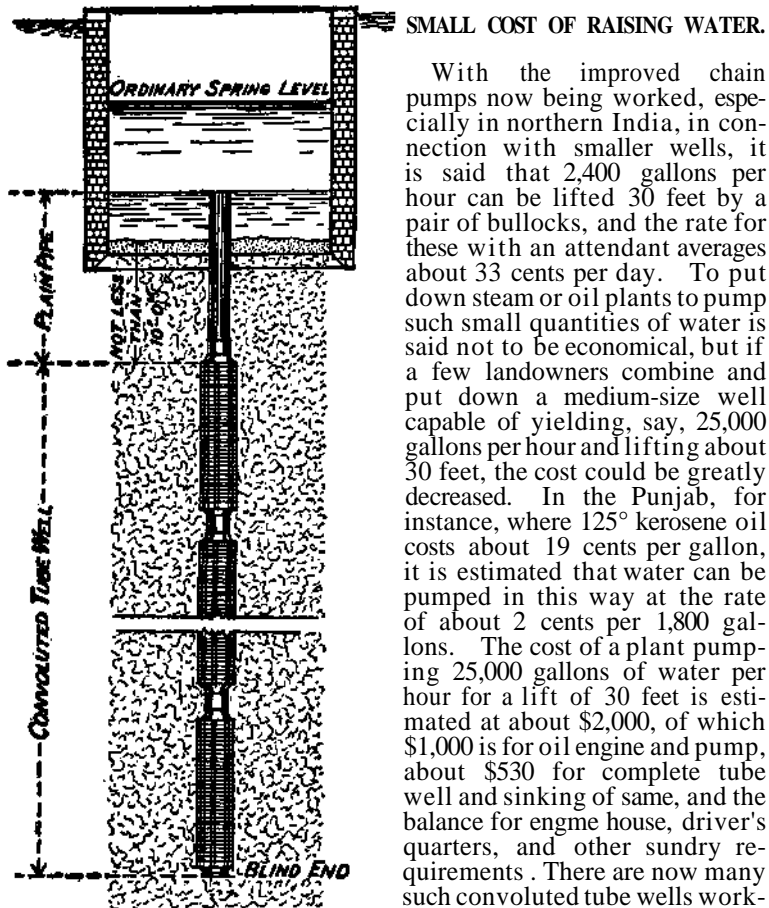 ORDINARY SPRING LEVEL
PLAIN PIPE
NOT LESS
THAN
10'-0"
CONVOLUTED TUBE WELL
BLIND END
SMALL COST OF RAISING WATER.
With the improved chain
pumps now being worked, espe-
cially in northern India, in con-
nection with smaller wells, it
is said that 2,400 gallons per
hour can be lifted 30 feet by a
pair of bullocks, and the rate for
these with an attendant averages
about 33 cents per day. To put
down steam or oil plants to pump
such small quantities of water is
said not to be economical, but if
a few landowners combine and
put down a medium-size well
capable of yielding, say, 25,000
gallons per hour and lifting about
30 feet, the cost could be greatly
decreased. In the Punjab, for
instance, where 125° kerosene oil
costs about 19 cents per gallon,
it is estimated that water can be
pumped in this way at the rate
of about 2 cents per 1,800 gal-
lons. The cost of a plant pump-
ing 25,000 gallons of water per
hour for a lift of 30 feet is esti-
mated at about $2,000, of which
$1,000 is for oil engine and pump,
about $530 for complete tube
well and sinking of same, and the
balance for engme house, driver's
quarters, and other sundry re-
quirements . There are now many
such convoluted tube wells work-